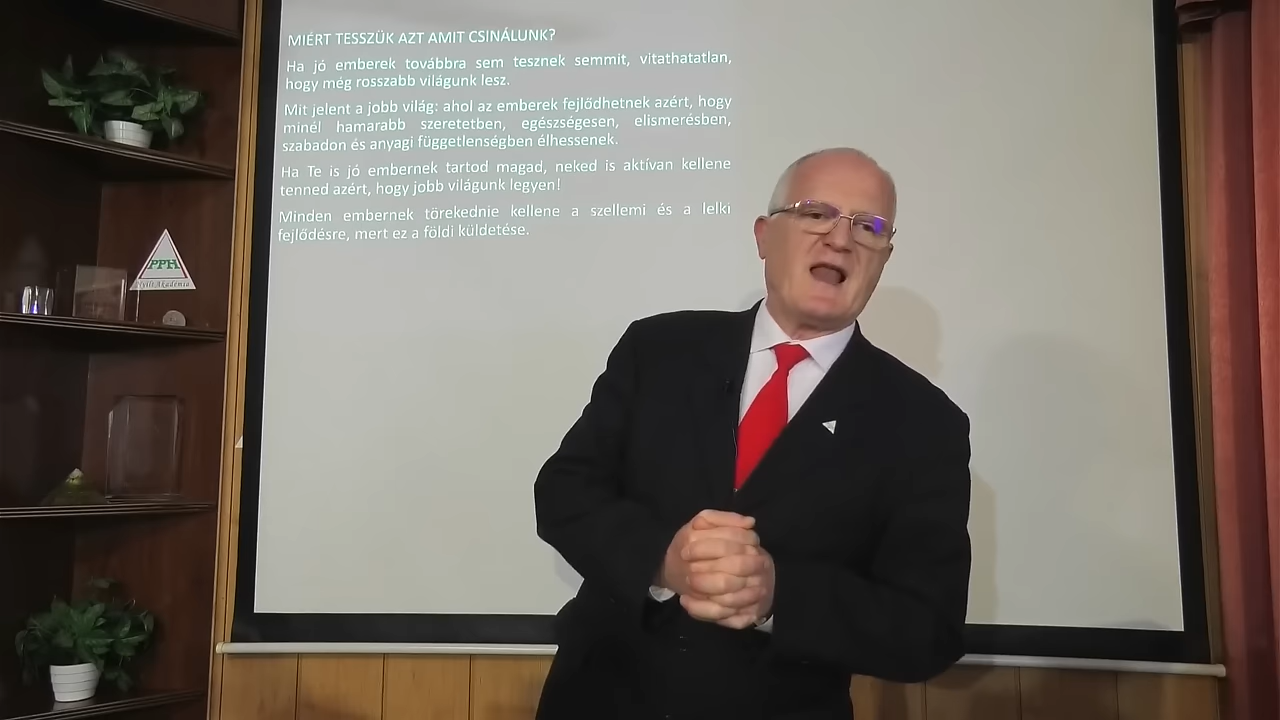 MIÉRT TESSZÜK AZT AMIT CSINÁLUNK?
Ha jó emberek továbbra sem tesznek semmit, vitathatatlan,
hogy még rosszabb világunk lesz.
Mit jelent a jobb világ: ahol az emberek fejlődhetnek azért, hogy
minél hamarabb szeretetben, egészségesen, elismerésben,
szabadon és anyagi függetlenségben élhessenek.
Ha Te is jó embernek tartod magad, neked is aktívan kellene
tenned azért, hogy jobb világunk legyen!
Minden embernek törekednie kellene a szellemi és a lelki
fejlődésre, mert ez a földi küldetése.
PPH
Nyílt Akadémia